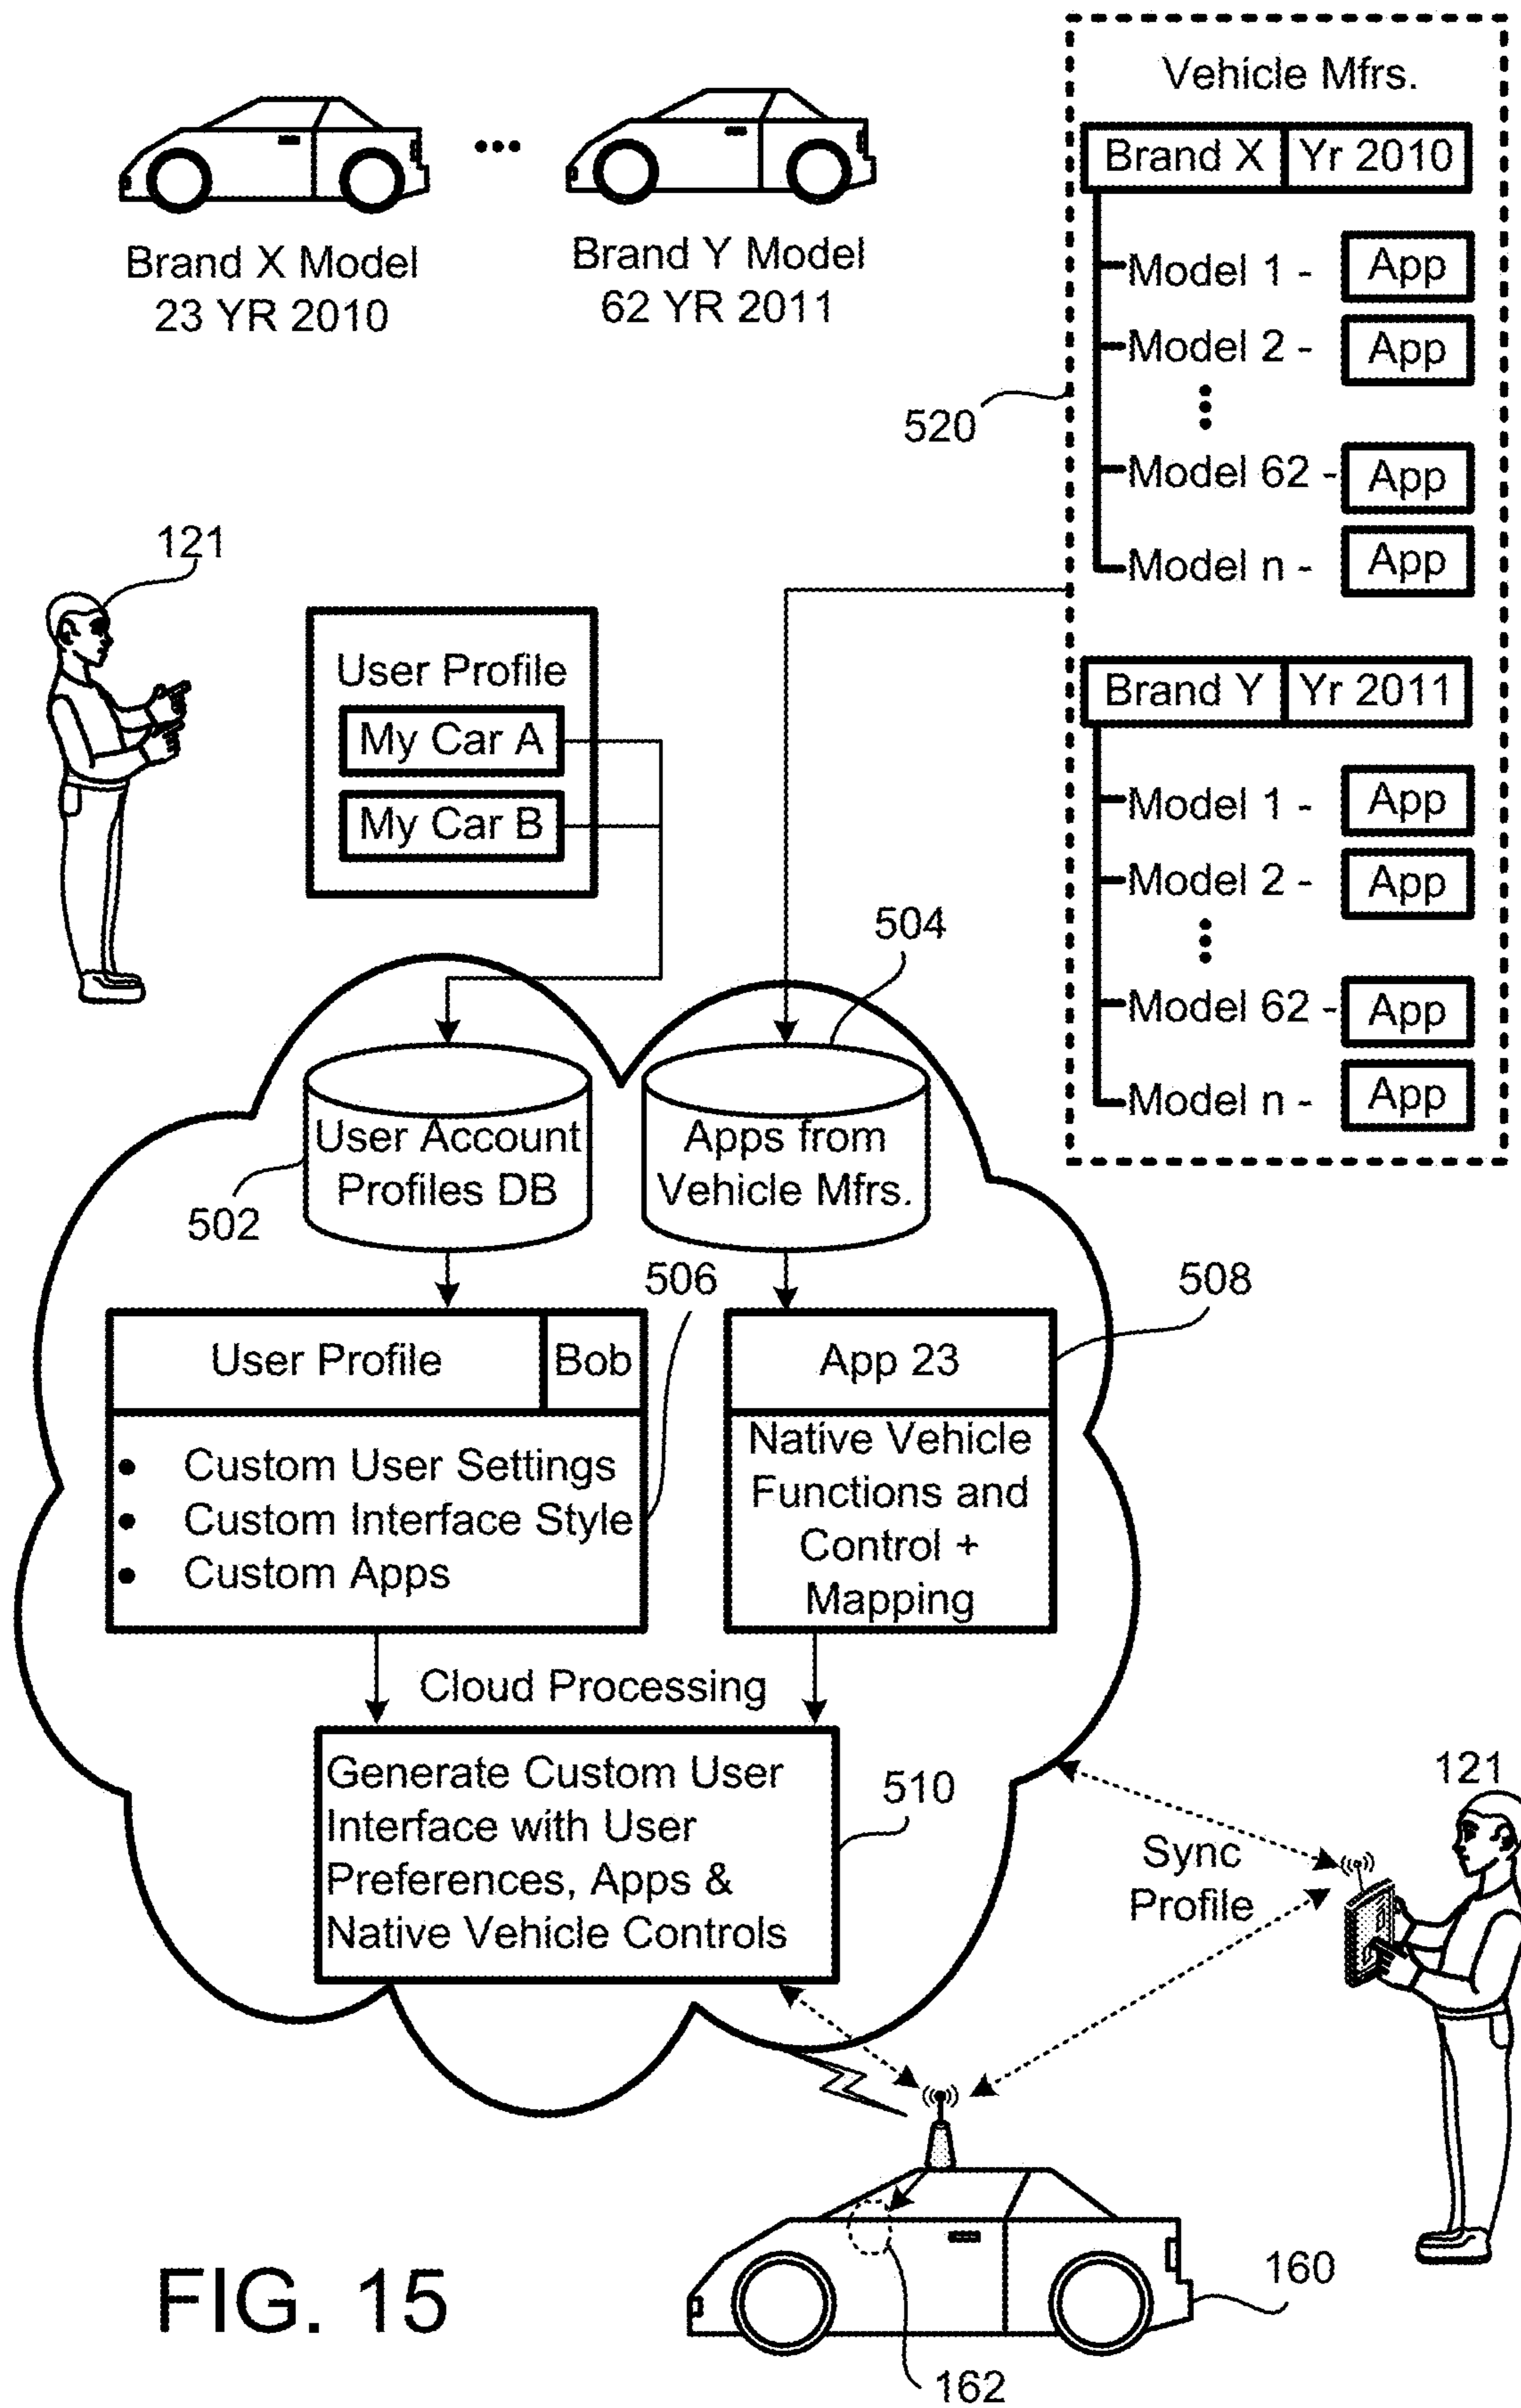 Vehicle Mfrs.
Brand X Yr 2010
Model 1 - App
Model 2 - App
Model 62 - App
Model n - App
Brand Y Yr 2011
Model 1 - App
Model 2 - App
Model 62 - App
Model n - App
520
Brand X Model
23 YR 2010
Brand Y Model
62 YR 2011
121
User Profile
My Car A
My Car B
504
User Account
Profiles DB
502
Apps from
Vehicle Mfrs.
506
508
User Profile Bob
• Custom User Settings
• Custom Interface Style
• Custom Apps
App 23
Native Vehicle
Functions and
Control +
Mapping
Cloud Processing
Generate Custom User
Interface with User
Preferences, Apps &
Native Vehicle Controls
510
121
Sync
Profile
160
162
FIG. 15